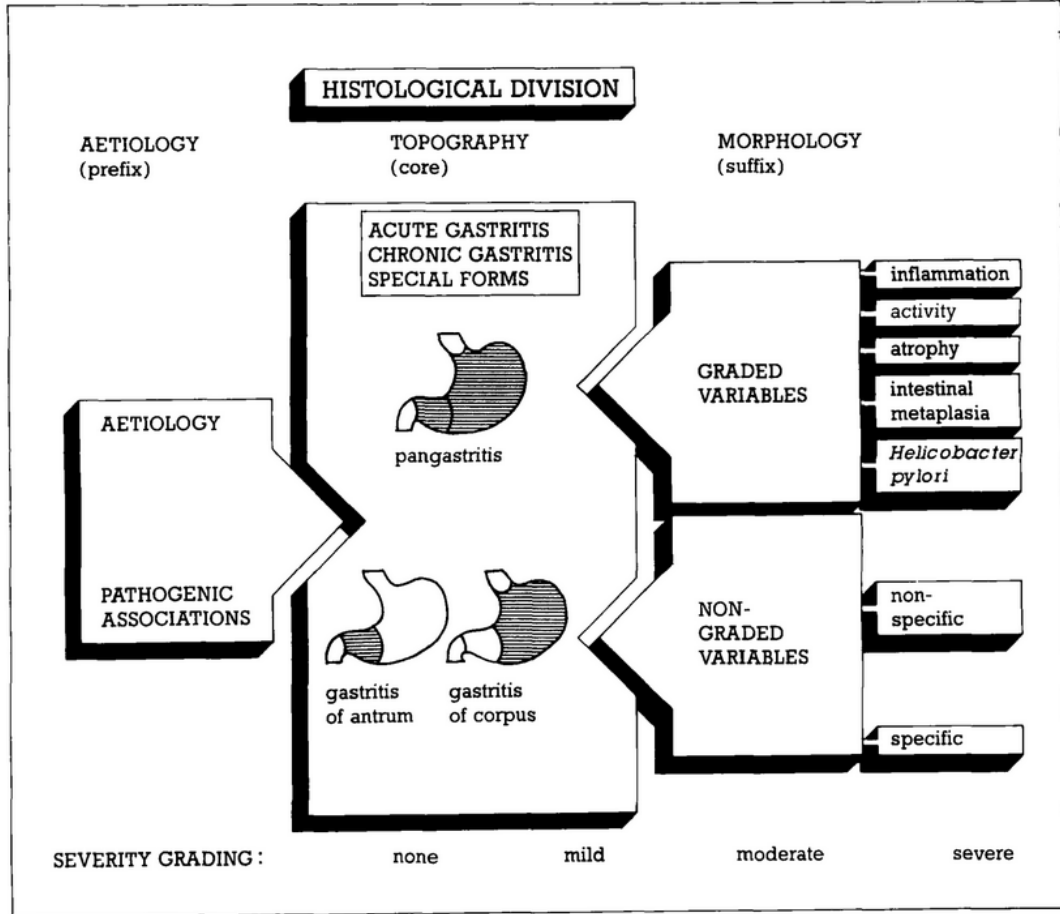 HISTOLOGICAL DIVISION
AETIOLOGY
(prefix)
TOPOGRAPHY
(core)
MORPHOLOGY
(suffix)
ACUTE GASTRITIS
CHRONIC GASTRITIS
SPECIAL FORMS
pangastritis
AETIOLOGY
PATHOGENIC
ASSOCIATIONS
gastritis
of antrum
gastritis
of corpus
GRADED
VARIABLES
inflammation
activity
atrophy
intestinal
metaplasia
Helicobacter
pylori
NON-
GRADED
VARIABLES
non-
specific
specific
SEVERITY GRADING: none mild moderate severe